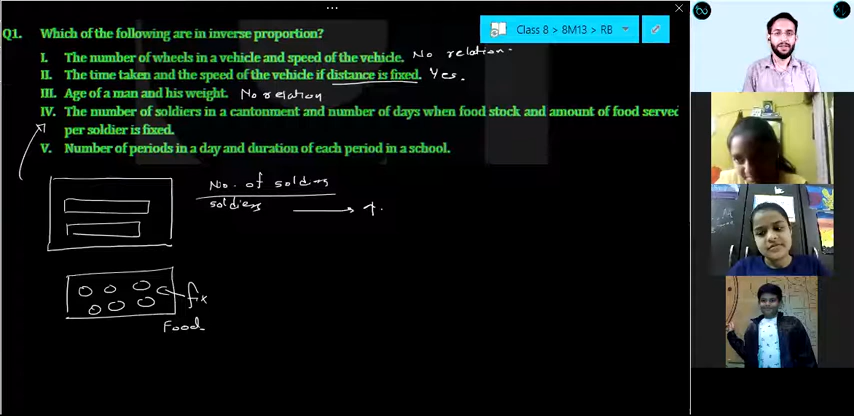 Q1. Which of the following are in inverse proportion?
Class 8 > 8M13 > RB
I. The number of wheels in a vehicle and speed of the vehicle. No relation.
II. The time taken and the speed of the vehicle if distance is fixed. Yes.
III. Age of a man and his weight. No relation
IV. The number of soldiers in a cantonment and number of days when food stock and amount of food served
per soldier is fixed.
V. Number of periods in a day and duration of each period in a school.
No. of soldiers
soldiers
fix
Food